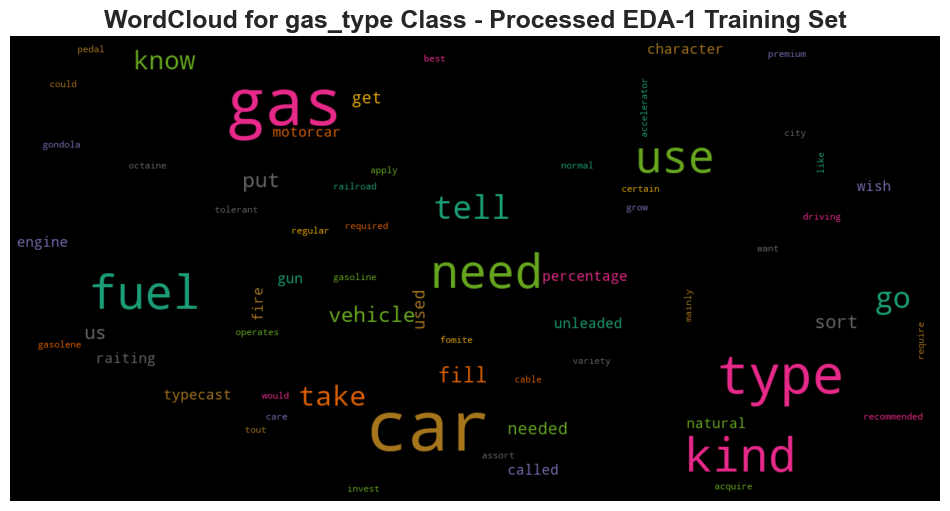 WordCloud for gas_type Class - Processed EDA-1 Training Set
pedal
know
best
character
premium
could
gas
get
accelerator
motorcar
city
gondola
use
octaine
apply
normal
like
put
railroad
certain
wish
tolerant
tell
grow
driving
regular
required
engine
want
need
fuel
gun
gasoline
percentage
fire
used
mainly
go
vehicle
us
operates
unleaded
sort
gasolene
fomite
require
raiting
variety
type
typecast
would
take
fill
cable
care
car
recommended
tout
needed
natural
assort
called
kind
invest
acquire